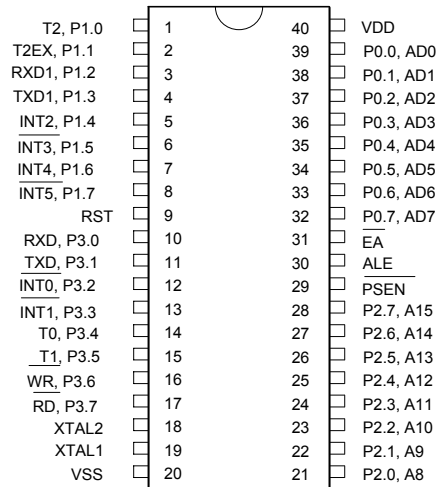 T2, P1.0 1 40 VDD
T2EX, P1.1 2 39 P0.0, AD0
RXD1, P1.2 3 38 P0.1, AD1
TXD1, P1.3 4 37 P0.2, AD2
INT2, P1.4 5 36 P0.3, AD3
INT3, P1.5 6 35 P0.4, AD4
INT4, P1.6 7 34 P0.5, AD5
INT5, P1.7 8 33 P0.6, AD6
RST 9 32 P0.7, AD7
RXD, P3.0 10 31 EA
TXD, P3.1 11 30 ALE
INT0, P3.2 12 29 PSEN
INT1, P3.3 13 28 P2.7, A15
T0, P3.4 14 27 P2.6, A14
T1, P3.5 15 26 P2.5, A13
WR, P3.6 16 25 P2.4, A12
RD, P3.7 17 24 P2.3, A11
XTAL2 18 23 P2.2, A10
XTAL1 19 22 P2.1, A9
VSS 20 21 P2.0, A8